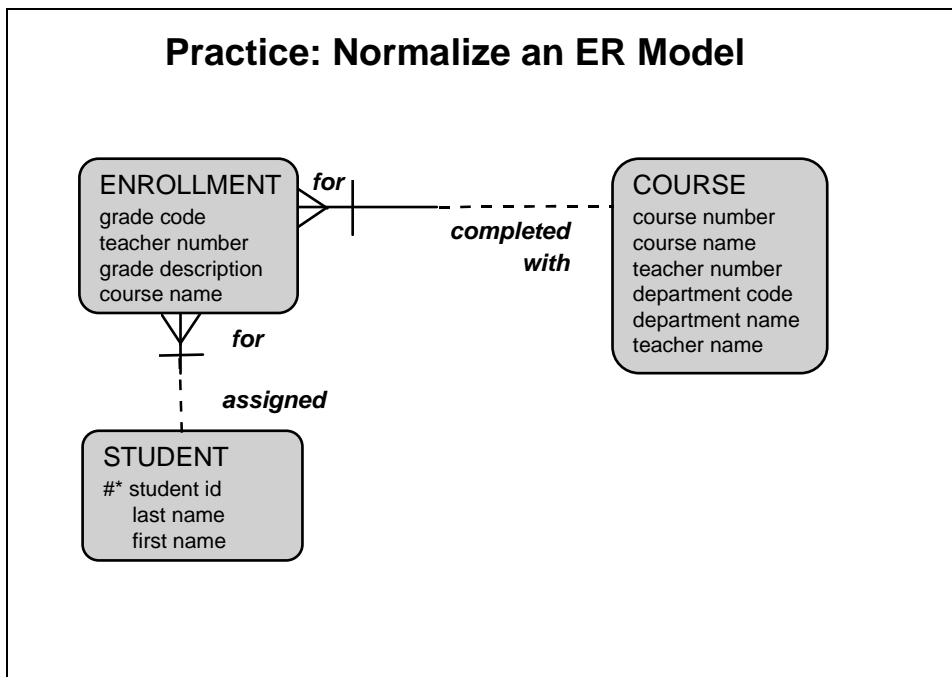 Practice: Normalize an ER Model
ENROLLMENT
grade code
teacher number
grade description
course name
for
completed
with
COURSE
course number
course name
teacher number
department code
department name
teacher name
for
assigned
STUDENT
#* student id
last name
first name